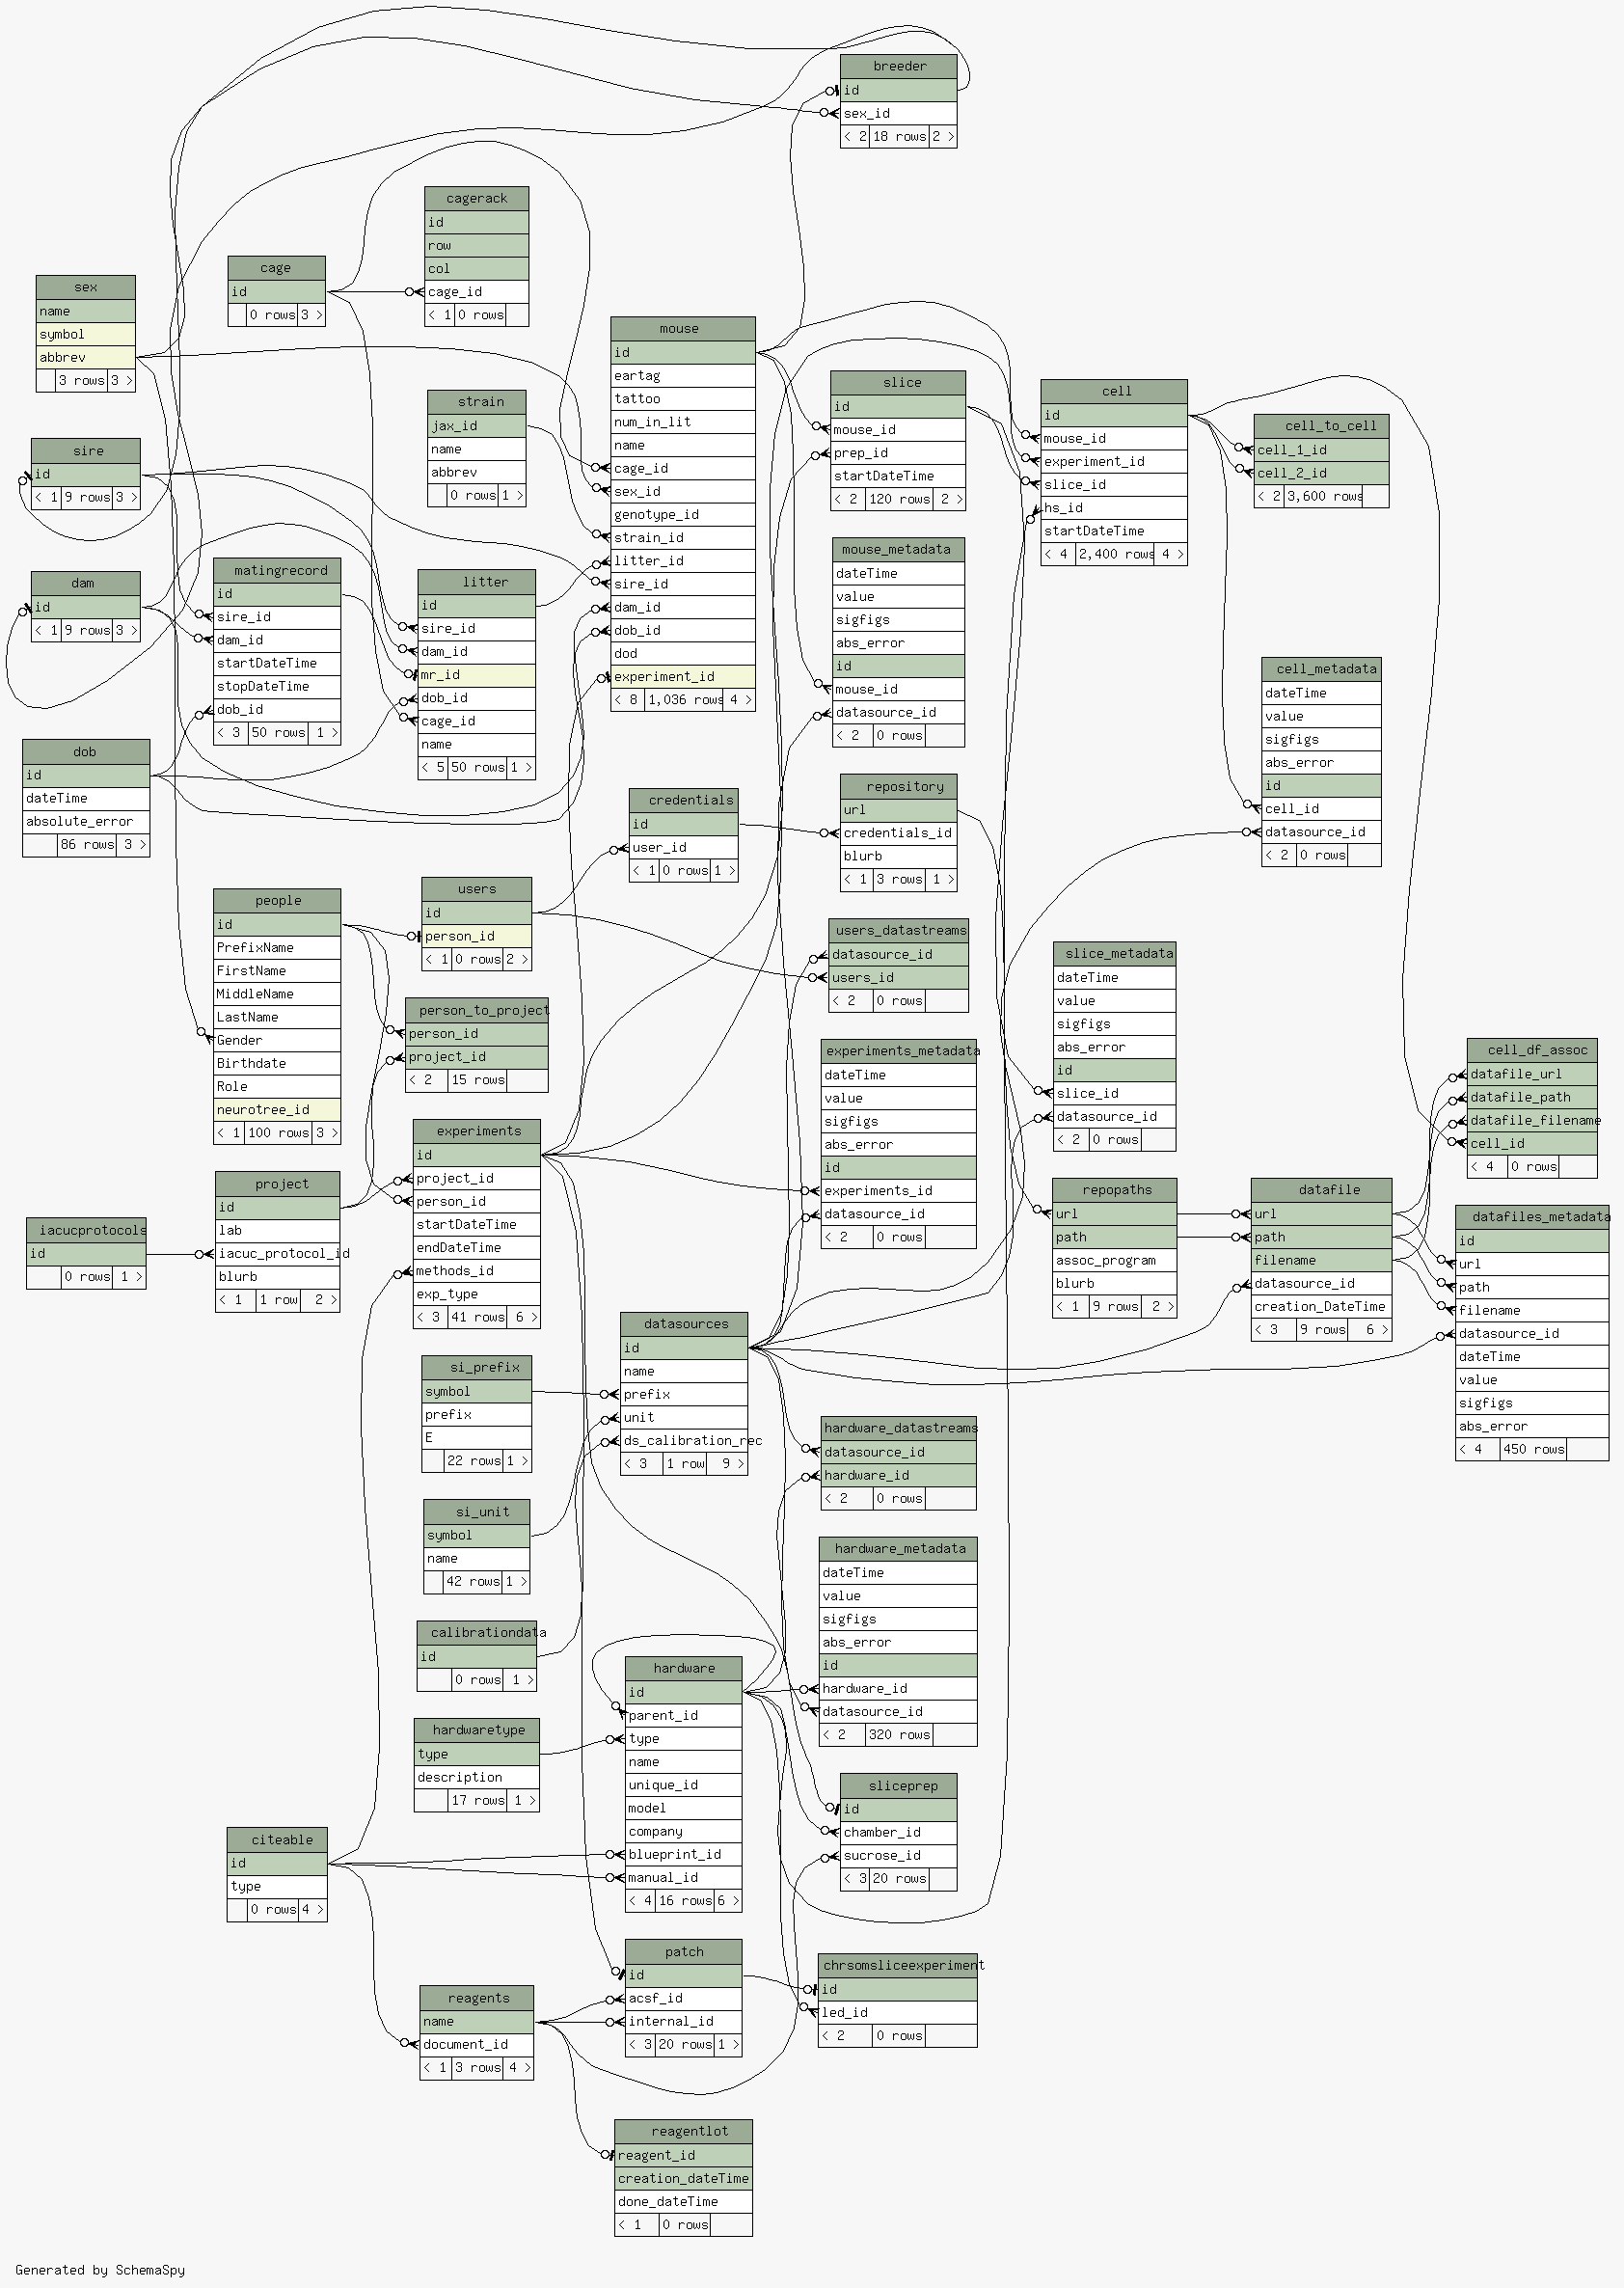 breeder
id
sex_id
< 2 18 rows 2 >
cagerack
id
row
col
cage_id
< 1 0 rows
cage
id
0 rows 3 >
sex
name
symbol
abbrev
3 rows 3 >
mouse
id
eartag
tattoo
num_in_lit
name
cage_id
sex_id
genotype_id
strain_id
litter_id
sire_id
dam_id
dob_id
dod
experiment_id
< 8 1,036 rows 4 >
slice
id
mouse_id
prep_id
startDateTime
< 2 120 rows 2 >
cell
id
mouse_id
experiment_id
slice_id
hs_id
startDateTime
< 4 2,400 rows 4 >
cell_to_cell
cell_1_id
cell_2_id
< 2 3,600 rows
strain
jax_id
name
abbrev
0 rows 1 >
sire
id
< 1 9 rows 3 >
dam
id
< 1 9 rows 3 >
matingrecord
id
sire_id
dam_id
startDateTime
stopDateTime
dob_id
< 3 50 rows 1 >
litter
id
sire_id
dam_id
mr_id
dob_id
cage_id
name
< 5 50 rows 1 >
mouse_metadata
dateTime
value
sigfigs
abs_error
id
mouse_id
datasource_id
< 2 0 rows
cell_metadata
dateTime
value
sigfigs
abs_error
id
cell_id
datasource_id
< 2 0 rows
dob
id
dateTime
absolute_error
86 rows 3 >
credentials
id
user_id
< 1 0 rows 1 >
repository
url
credentials_id
blurb
< 1 3 rows 1 >
people
id
PrefixName
FirstName
MiddleName
LastName
Gender
Birthdate
Role
neurotree_id
< 1 100 rows 3 >
users
id
person_id
< 1 0 rows 2 >
users_datastreams
datasource_id
users_id
< 2 0 rows
slice_metadata
dateTime
value
sigfigs
abs_error
id
slice_id
datasource_id
< 2 0 rows
person_to_project
person_id
project_id
< 2 15 rows
experiments_metadata
dateTime
value
sigfigs
abs_error
id
experiments_id
datasource_id
< 2 0 rows
cell_df_assoc
datafile_url
datafile_path
datafile_filename
cell_id
< 4 0 rows
experiments
id
project_id
person_id
startDateTime
endDateTime
methods_id
exp_type
< 3 41 rows 6 >
project
id
lab
iacuc_protocol_id
blurb
< 1 1 row 2 >
iacucprotocols
id
0 rows 1 >
repopaths
url
path
assoc_program
blurb
< 1 9 rows 2 >
datafile
url
path
filename
datasource_id
creation_DateTime
< 3 9 rows 6 >
datafiles_metadata
id
url
path
filename
datasource_id
dateTime
value
sigfigs
abs_error
< 4 450 rows
datasources
id
name
prefix
unit
ds_calibration_rec
< 3 1 row 9 >
si_prefix
symbol
prefix
E
22 rows 1 >
hardware_datastreams
datasource_id
hardware_id
< 2 0 rows
si_unit
symbol
name
42 rows 1 >
hardware_metadata
dateTime
value
sigfigs
abs_error
id
hardware_id
datasource_id
< 2 320 rows
calibrationdata
id
0 rows 1 >
hardware
id
parent_id
type
name
unique_id
model
company
blueprint_id
manual_id
< 4 16 rows 6 >
hardwaretype
type
description
17 rows 1 >
sliceprep
id
chamber_id
sucrose_id
< 3 20 rows
citeable
id
type
0 rows 4 >
patch
id
acsf_id
internal_id
< 3 20 rows 1 >
chrsomsliceexperiment
id
led_id
< 2 0 rows
reagents
name
document_id
< 1 3 rows 4 >
reagentlot
reagent_id
creation_dateTime
done_dateTime
< 1 0 rows
Generated by SchemaSpy